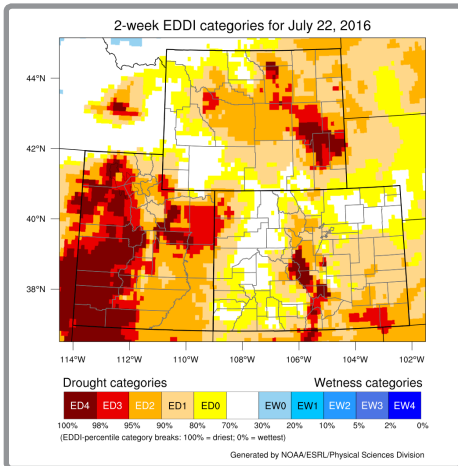 2-week EDDI categories for July 22, 2016
44°N
42°N
40°N
38°N
114°W 112°W 110°W 108°W 106°W 104°W 102°W
Drought categories Wetness categories
ED4 ED3 ED2 ED1 ED0 EW0 EW1 EW2 EW3 EW4
100% 98% 95% 90% 80% 70% 30% 20% 10% 5% 2% 0%
(EDDI-percentile category breaks: 100% = driest; 0% = wettest)
Generated by NOAA/ESRL/Physical Sciences Division